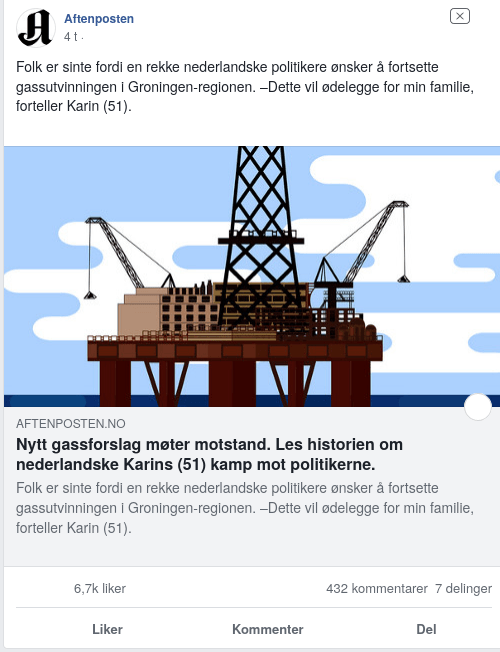 Aftenposten
4 t ·
Folk er sinte fordi en rekke nederlandske politikere ønsker å fortsette
gassutvinningen i Groningen-regionen. –Dette vil ødelegge for min familie,
forteller Karin (51).
AFTENPOSTEN.NO
Nytt gassforslag møter motstand. Les historien om
nederlandske Karins (51) kamp mot politikerne.
Folk er sinte fordi en rekke nederlandske politikere ønsker å fortsette
gassutvinningen i Groningen-regionen. –Dette vil ødelegge for min familie,
forteller Karin (51).
6,7k liker 432 kommentarer 7 delinger
Liker Kommenter Del